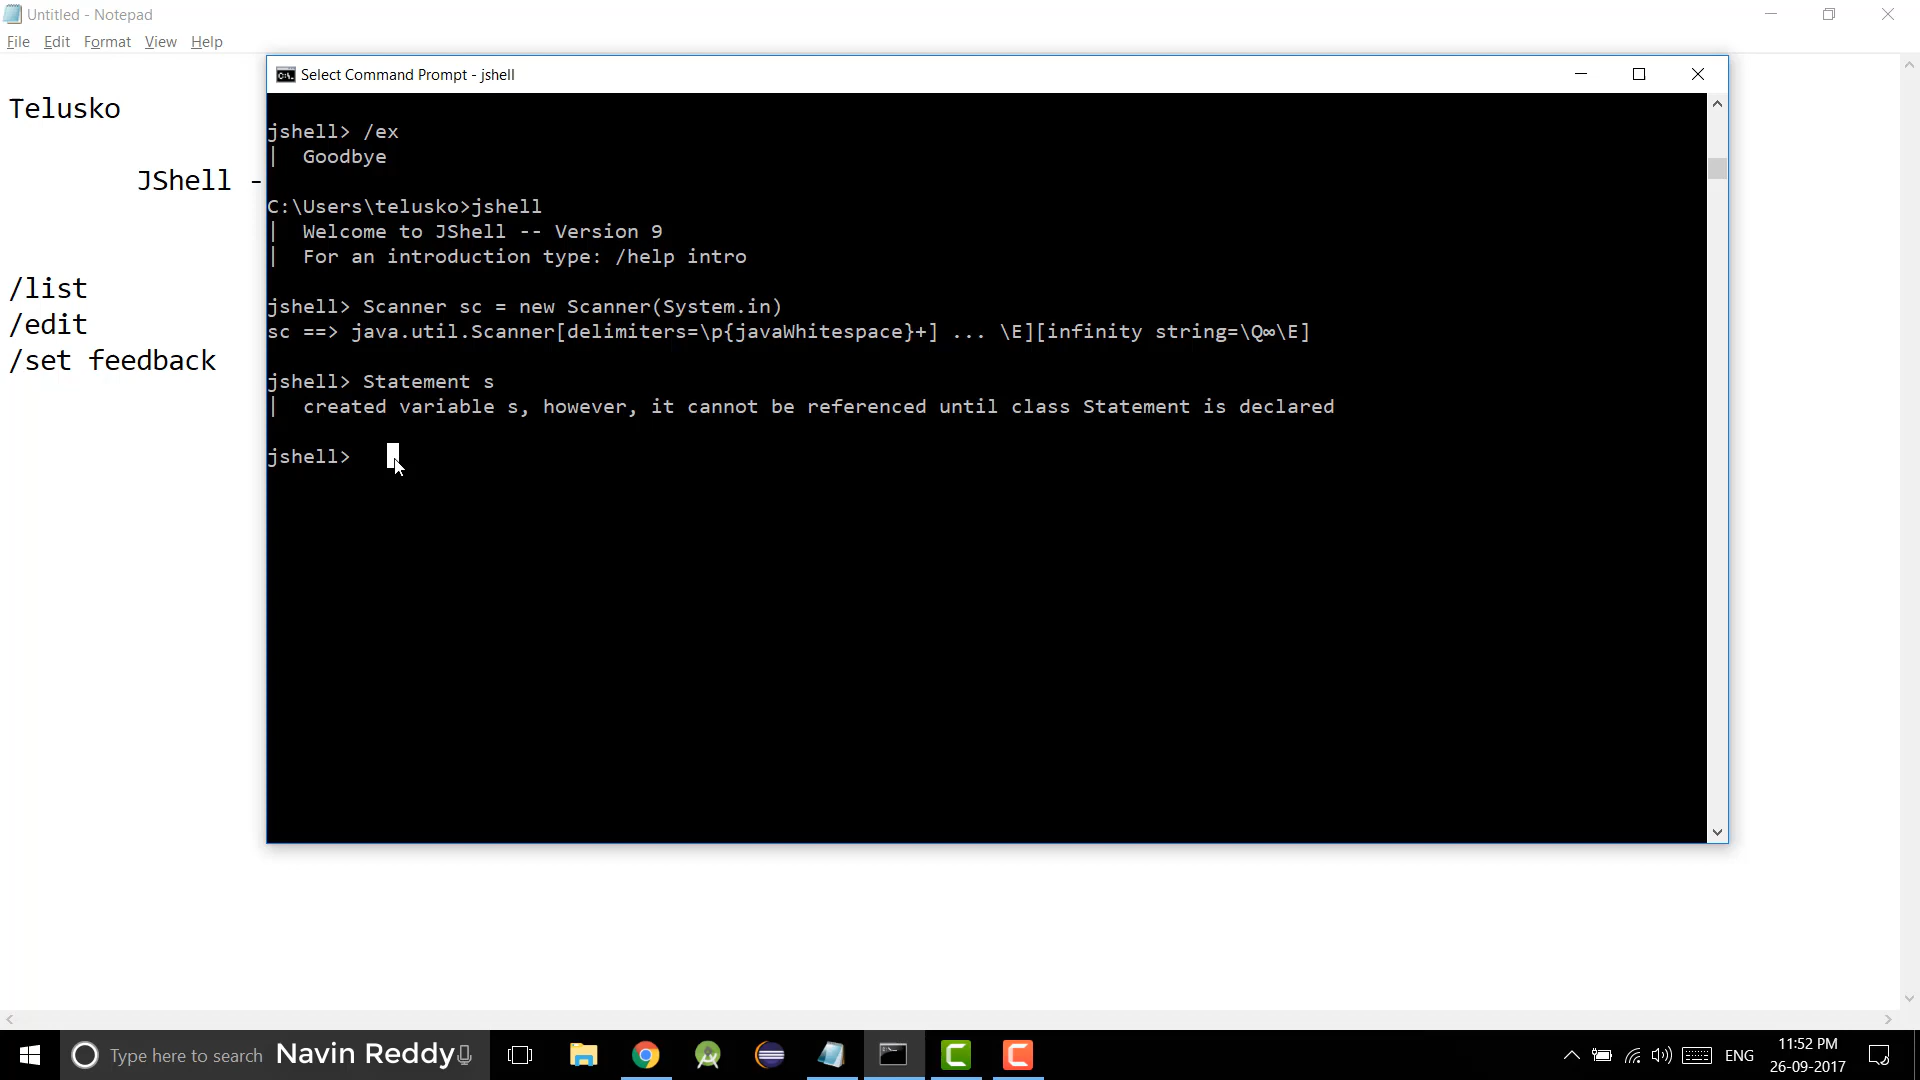 Untitled - Notepad
File Edit Format View Help
Telusko
JShell -
/list
/edit
/set feedback
Select Command Prompt - jshell
jshell> /ex
|  Goodbye
C:\Users\telusko>jshell
|  Welcome to JShell -- Version 9
|  For an introduction type: /help intro
jshell> Scanner sc = new Scanner(System.in)
sc ==> java.util.Scanner[delimiters=\p{javaWhitespace}+] ... \E][infinity string=\Q∞\E]
jshell> Statement s
|  created variable s, however, it cannot be referenced until class Statement is declared
jshell>
Type here to search Navin Reddy
ENG
11:52 PM
26-09-2017